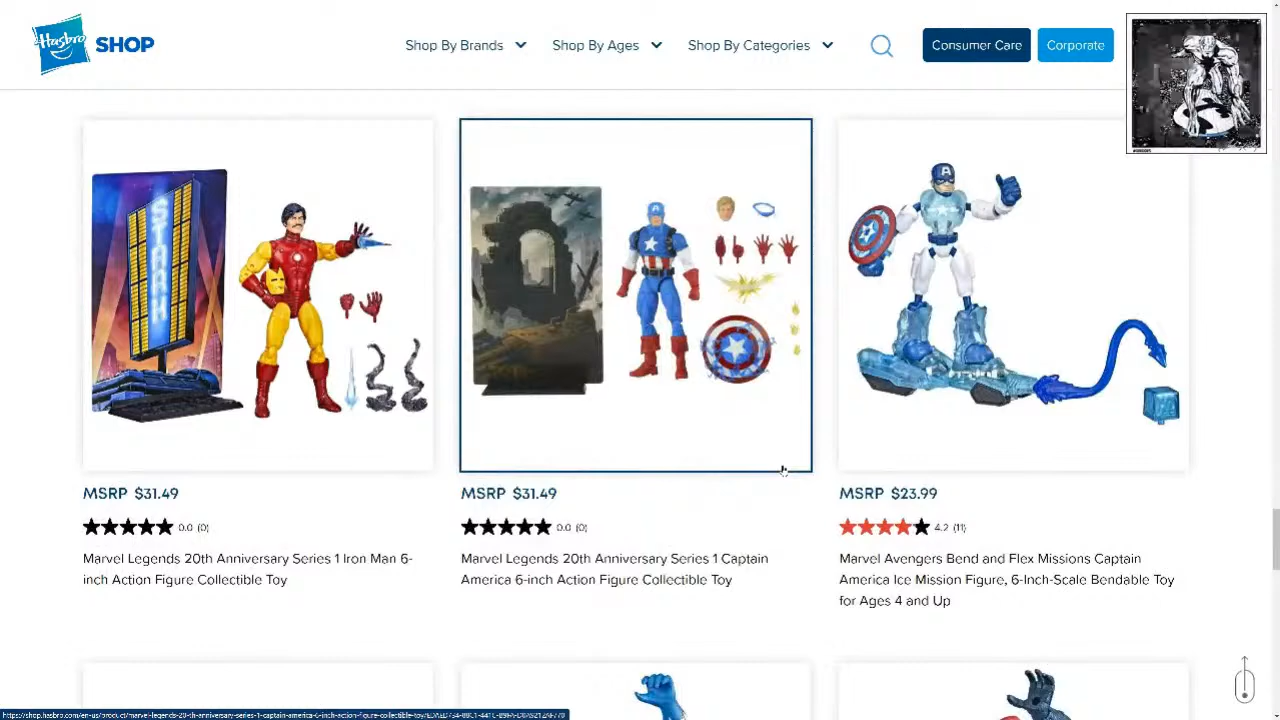 Hasbro SHOP
Shop By Brands
Shop By Ages
Shop By Categories
Consumer Care
Corporate
STARK
MSRP $31.49
0.0 (0)
Marvel Legends 20th Anniversary Series 1 Iron Man 6-
inch Action Figure Collectible Toy
MSRP $31.49
0.0 (0)
Marvel Legends 20th Anniversary Series 1 Captain
America 6-inch Action Figure Collectible Toy
MSRP $23.99
4.2 (11)
Marvel Avengers Bend and Flex Missions Captain
America Ice Mission Figure, 6-Inch-Scale Bendable Toy
for Ages 4 and Up